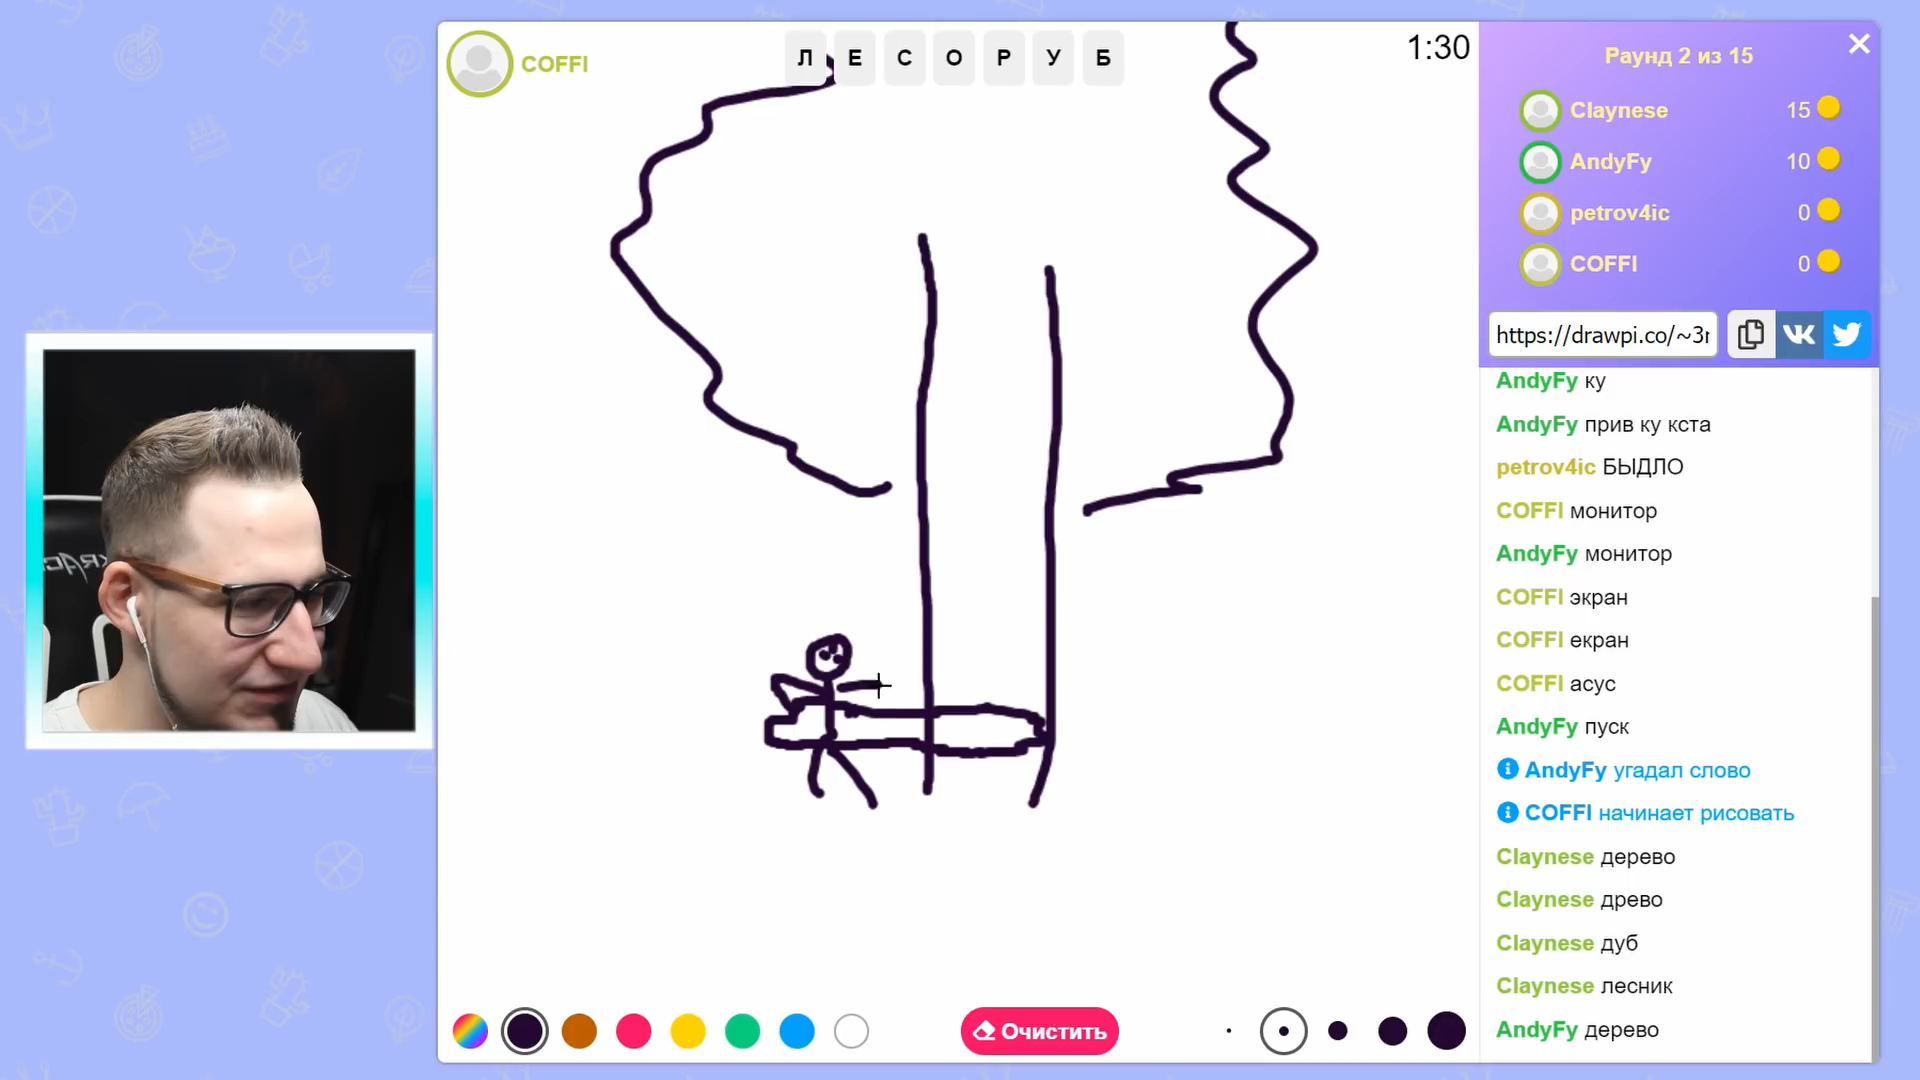 COFFI
Л Е С О Р У Б
1:30
Раунд 2 из 15
Claynese 15
AndyFy 10
petrov4ic 0
COFFI 0
https://drawpi.co/~3r
AndyFy ку
AndyFy прив ку кста
petrov4ic БЫДЛО
COFFI монитор
AndyFy монитор
COFFI экран
COFFI екран
COFFI асус
AndyFy пуск
AndyFy угадал слово
COFFI начинает рисовать
Claynese дерево
Claynese древо
Claynese дуб
Claynese лесник
AndyFy дерево
Очистить